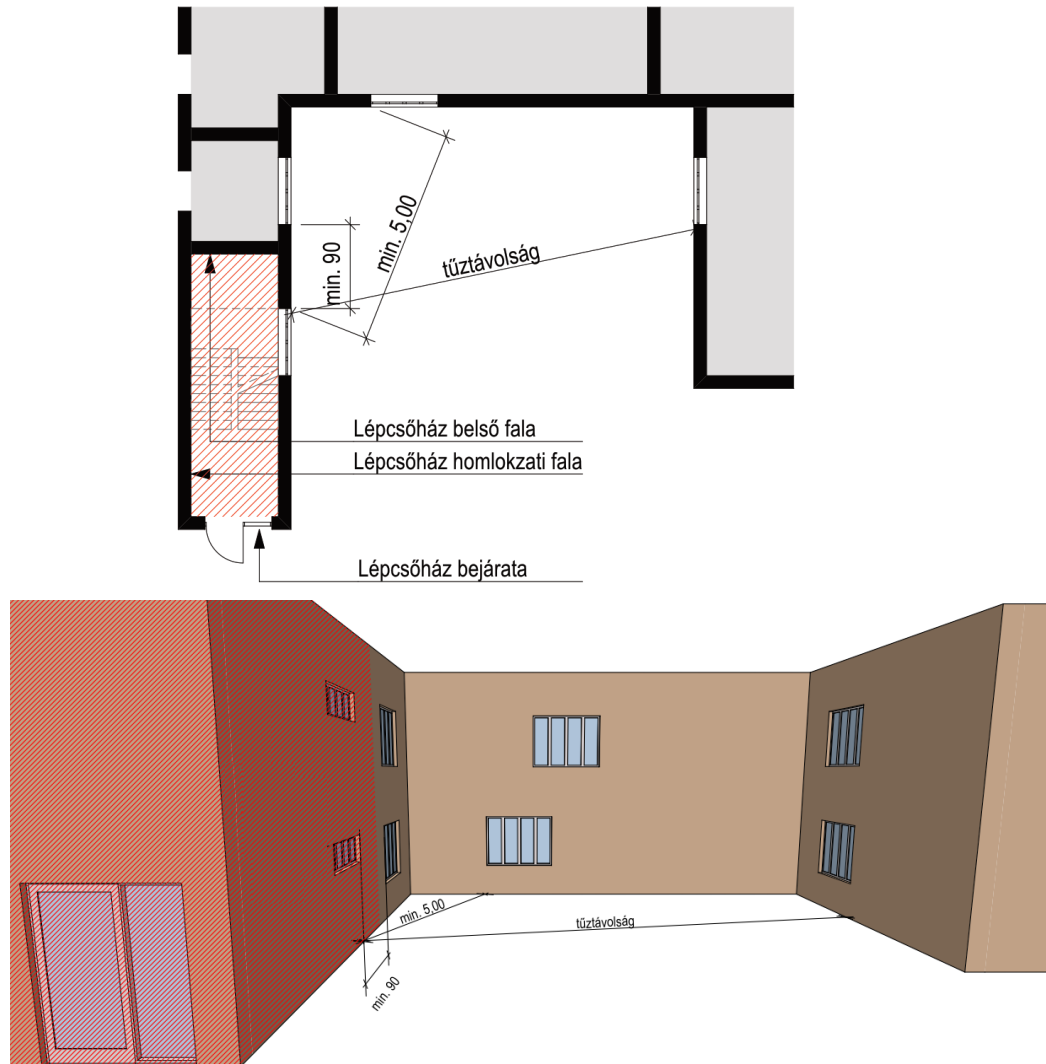 min. 5,00
min. 90
tűztávolság
Lépcsőház belső fala
Lépcsőház homlokzati fala
Lépcsőház bejárata
min. 5,00
tűztávolság
min. 90